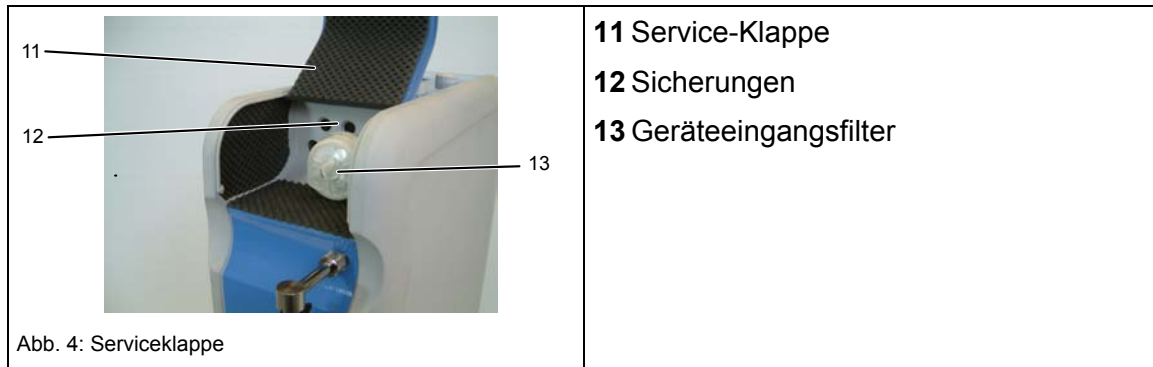 11
12
13
Abb. 4: Serviceklappe
11 Service-Klappe
12 Sicherungen
13 Geräteeingangsfilter